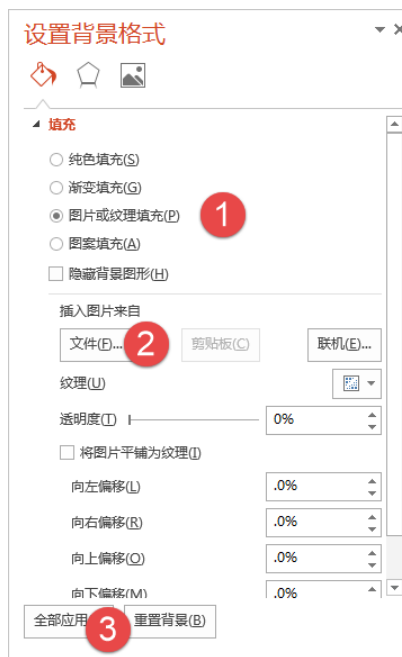 设置背景格式
填充
纯色填充(S)
渐变填充(G)
图片或纹理填充(P)
1
图案填充(A)
隐藏背景图形(H)
插入图片来自
文件(F)... 2 剪贴板(C) 联机(E)...
纹理(U)
透明度(T) 0%
将图片平铺为纹理(I)
向左偏移(L) .0%
向右偏移(R) .0%
向上偏移(O) .0%
向下偏移(M) .0%
全部应用 3 重置背景(B)